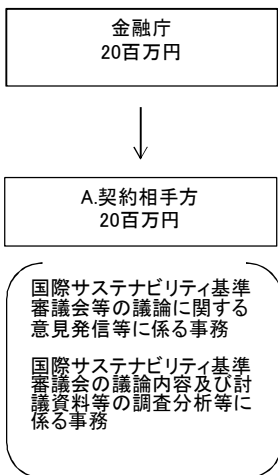 金融庁
20百万円
A.契約相手方
20百万円
国際サステナビリティ基準
審議会等の議論に関する
意見発信等に係る事務
国際サステナビリティ基準
審議会の議論内容及び討
議資料等の調査分析等に
係る事務